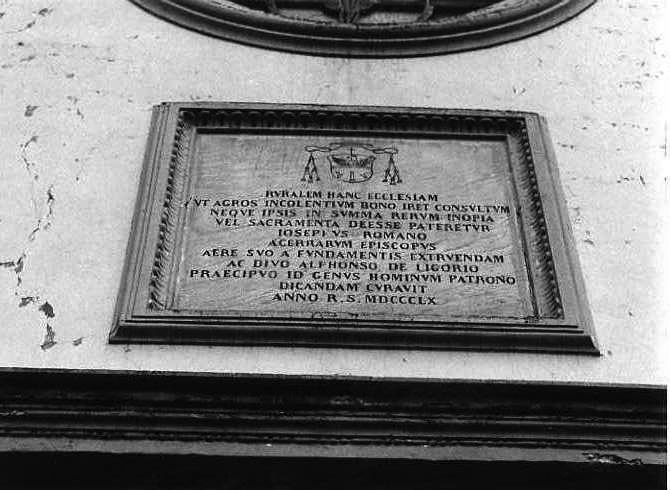 RVRALEM HANC ECCLESIAM
VT AGROS INCOLENTIVM BONO IRET CONSVLTVM
NEQVE IPSIS IN SVMMA RERVM INOPIA
VEL SACRAMENTA DEESSE PATERETVR
IOSEPHVS ROMANO
ACERRARVM EPISCOPVS
AERE SVO A FVNDAMENTIS EXTRVENDAM
AC DIVO ALPHONSO DE LIGORIO
PRAECIPVO ID GENVS HOMINVM PATRONO
DICANDAM CVRAVIT
ANNO R.S. MDCCCLX